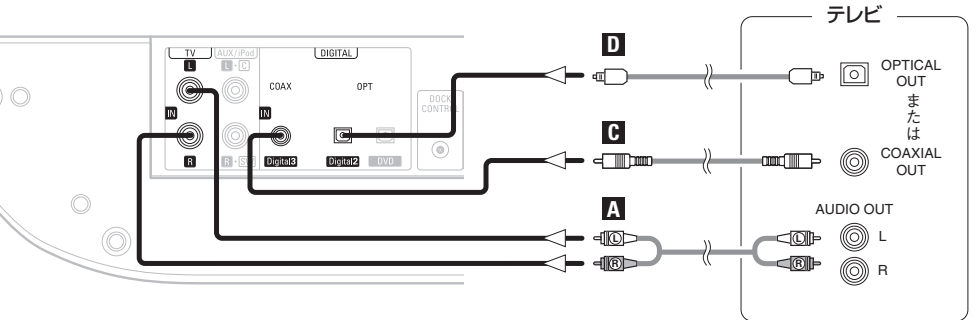 テレビ
TV
AUX/iPod
DIGITAL
L
L・C
COAX
OPT
DOCK
CONTROL
IN
IN
R
R・SW
Digital3
Digital2
DVD
D
OPTICAL
OUT
または
COAXIAL
OUT
C
A
AUDIO OUT
L
L
L
R
R
R